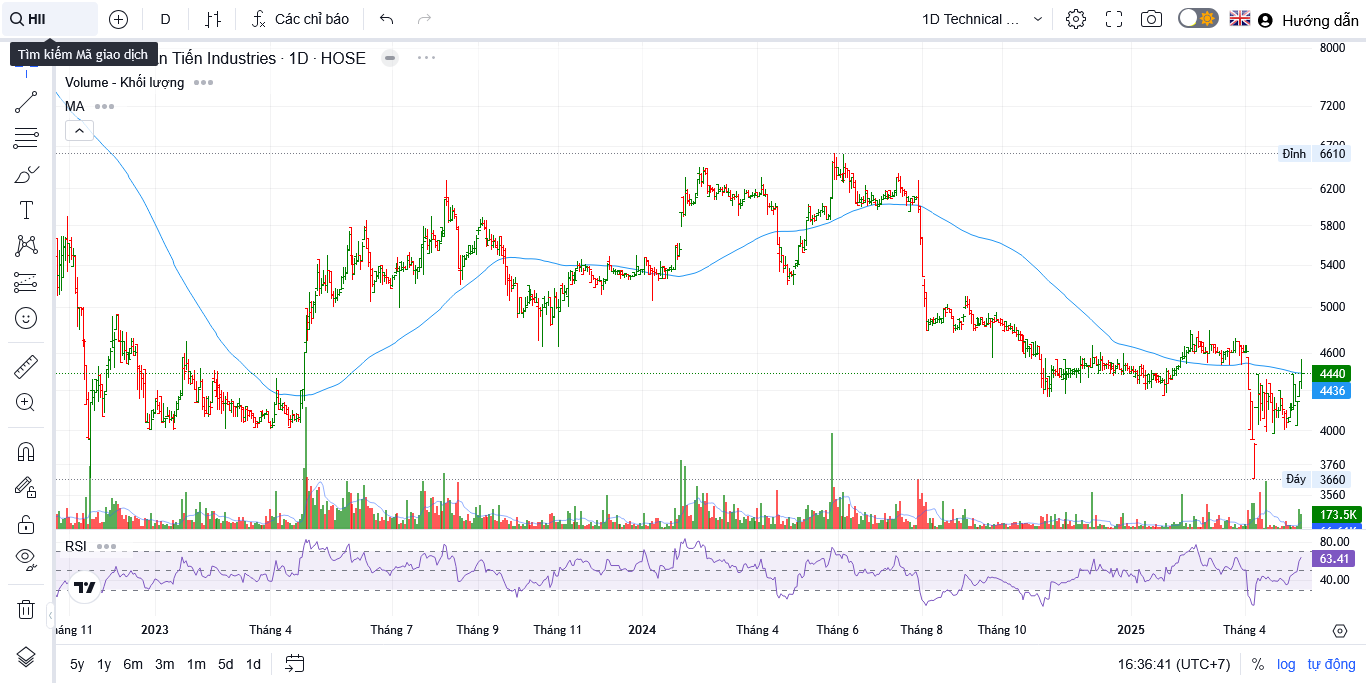 HII
D
Các chỉ báo
1D Technical ...
Hướng dẫn
Tìm kiếm Mã giao dịch
Tiến Industries · 1D · HOSE
Volume - Khối lượng
MA
8000
7200
Đỉnh 6610
6200
5800
5400
5000
4600
4440
4436
4000
3760
Đáy 3660
3560
173.5K
RSI
80.00
63.41
40.00
11 2023 Tháng 4 Tháng 7 Tháng 9 Tháng 11 2024 Tháng 4 Tháng 6 Tháng 8 Tháng 10 2025 Tháng 4
5y 1y 6m 3m 1m 5d 1d
16:36:41 (UTC+7) % log tự động